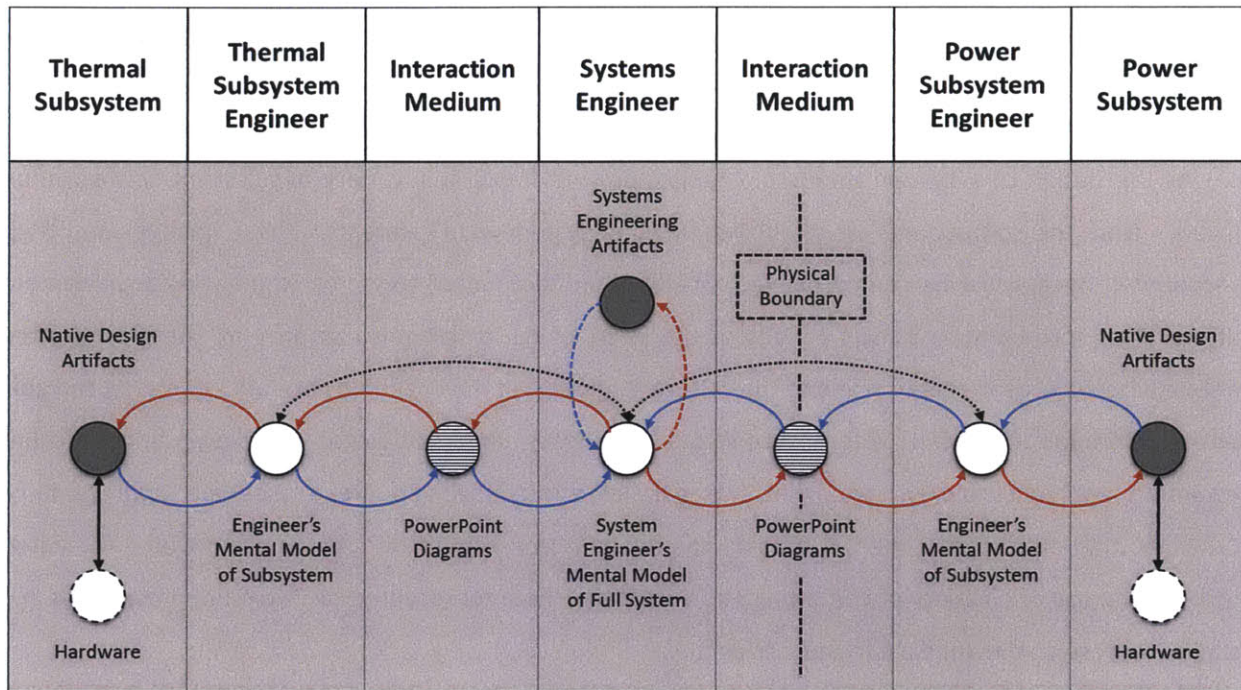 Thermal
Subsystem
Thermal
Subsystem
Engineer
Interaction
Medium
Systems
Engineer
Interaction
Medium
Power
Subsystem
Engineer
Power
Subsystem
Systems
Engineering
Artifacts
Physical
Boundary
Native Design
Artifacts
Native Design
Artifacts
Engineer’s
Mental Model
of Subsystem
PowerPoint
Diagrams
System
Engineer’s
Mental Model
of Full System
PowerPoint
Diagrams
Engineer’s
Mental Model
of Subsystem
Hardware
Hardware